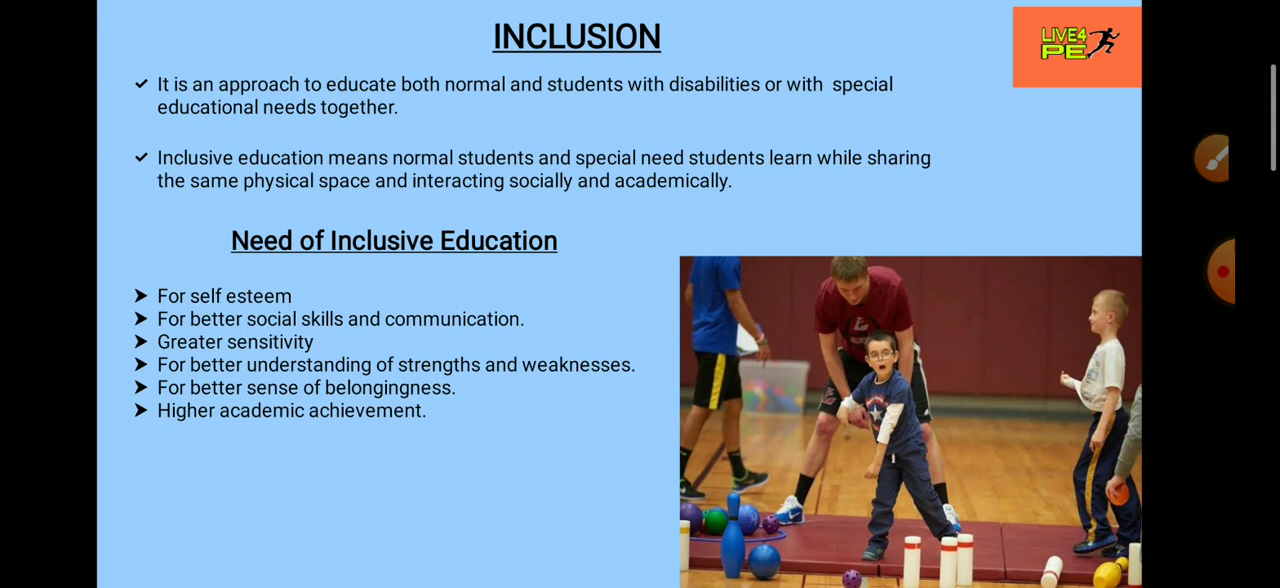 INCLUSION
LIVE4
PE
It is an approach to educate both normal and students with disabilities or with special
educational needs together.
Inclusive education means normal students and special need students learn while sharing
the same physical space and interacting socially and academically.
Need of Inclusive Education
For self esteem
For better social skills and communication.
Greater sensitivity
For better understanding of strengths and weaknesses.
For better sense of belongingness.
Higher academic achievement.